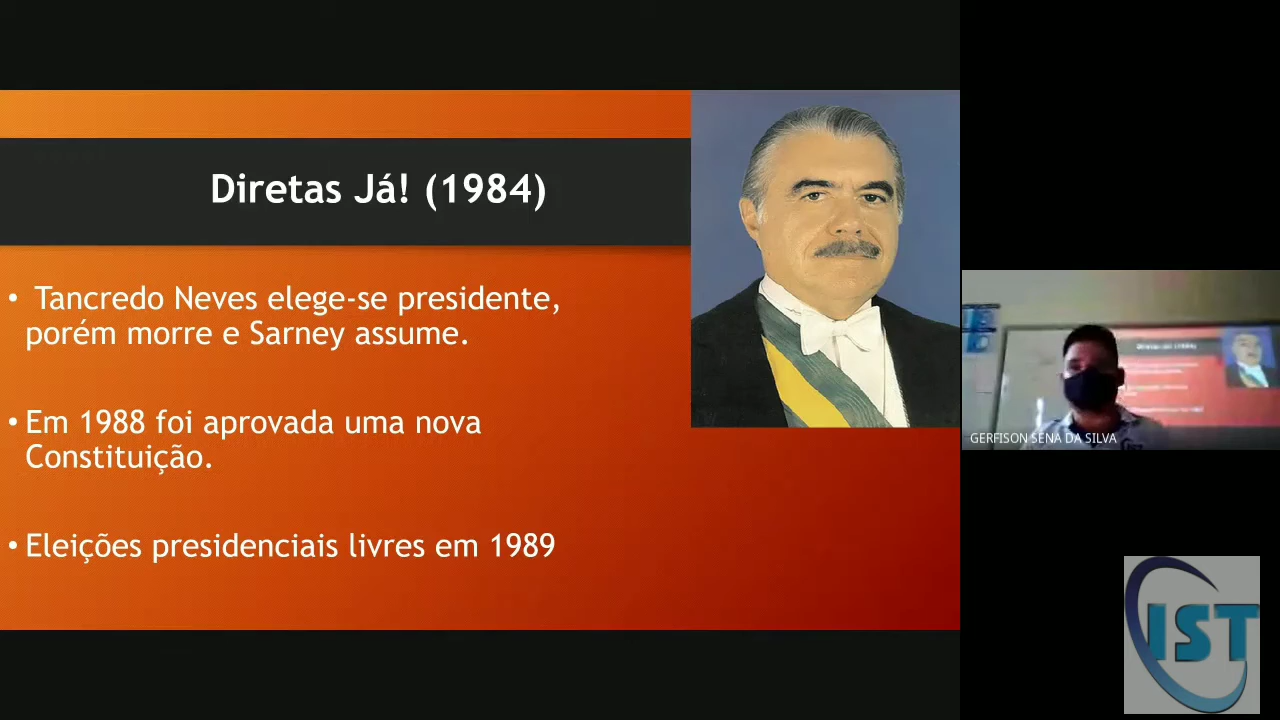 Diretas Já! (1984)
• Tancredo Neves elege-se presidente,
porém morre e Sarney assume.
• Em 1988 foi aprovada uma nova
Constituição.
• Eleições presidenciais livres em 1989
GERFISON SENA DA SILVA
IST